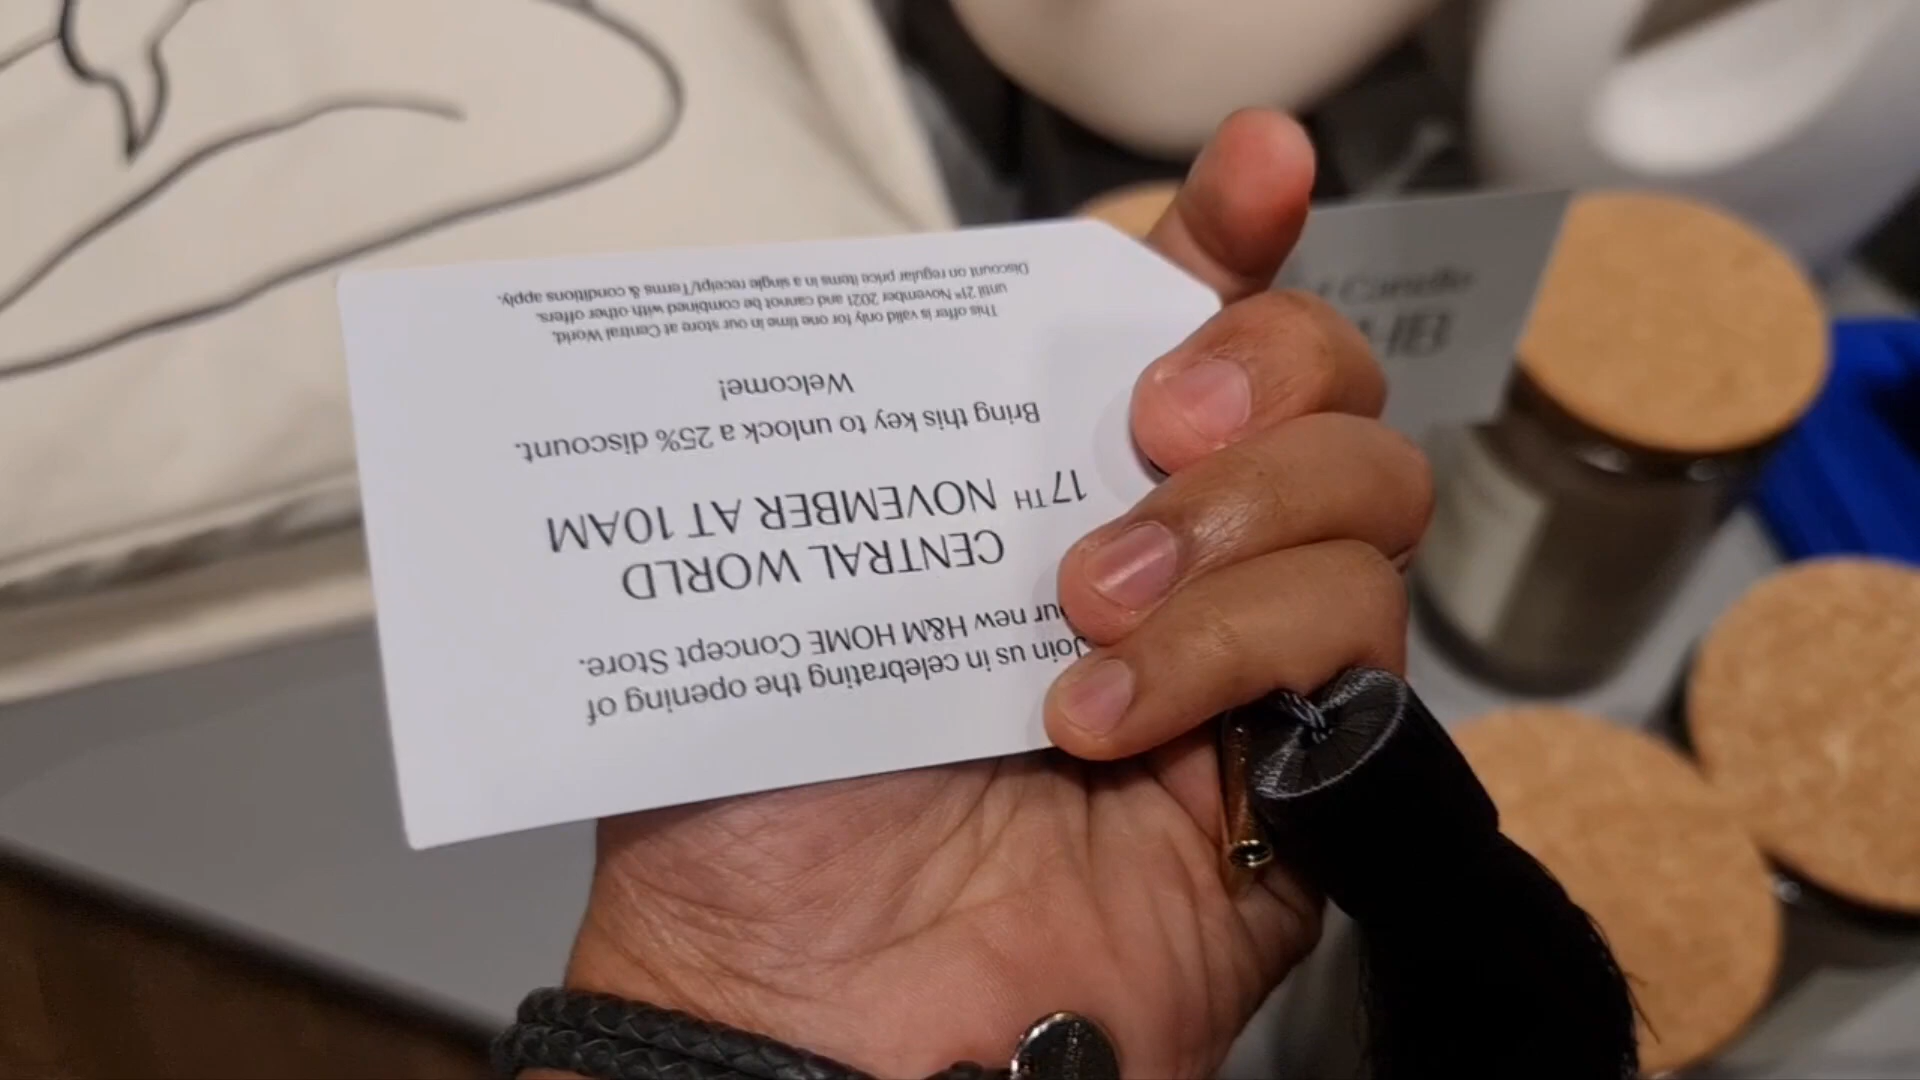 Join us in celebrating the opening of
our new H&M HOME Concept Store.
CENTRAL WORLD
17TH NOVEMBER AT 10AM
Bring this key to unlock a 25% discount.
Welcome!
This offer is valid only for one time in our store at Central World,
until 21st November 2021 and cannot be combined with other offers.
Discount on regular price items in a single receipt/Terms & conditions apply.
Candle